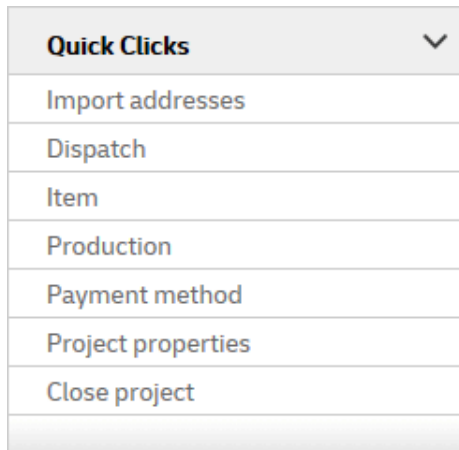 Quick Clicks
Import addresses
Dispatch
Item
Production
Payment method
Project properties
Close project